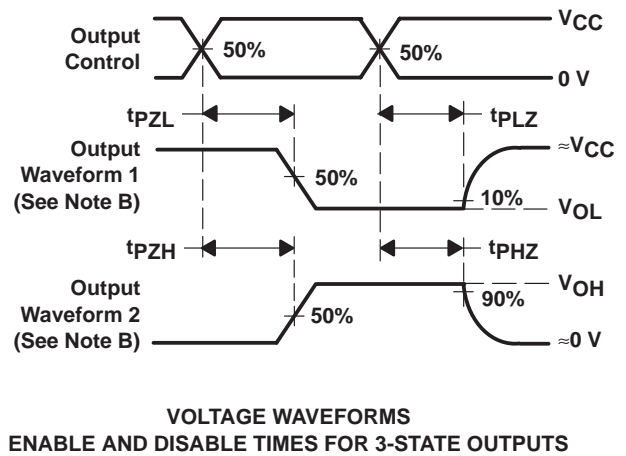 Output
Control
50%
50%
VCC
0 V
tPZL
tPLZ
Output
Waveform 1
(See Note B)
50%
10%
≈VCC
VOL
tPZH
tPHZ
Output
Waveform 2
(See Note B)
50%
90%
VOH
≈0 V
VOLTAGE WAVEFORMS
ENABLE AND DISABLE TIMES FOR 3-STATE OUTPUTS